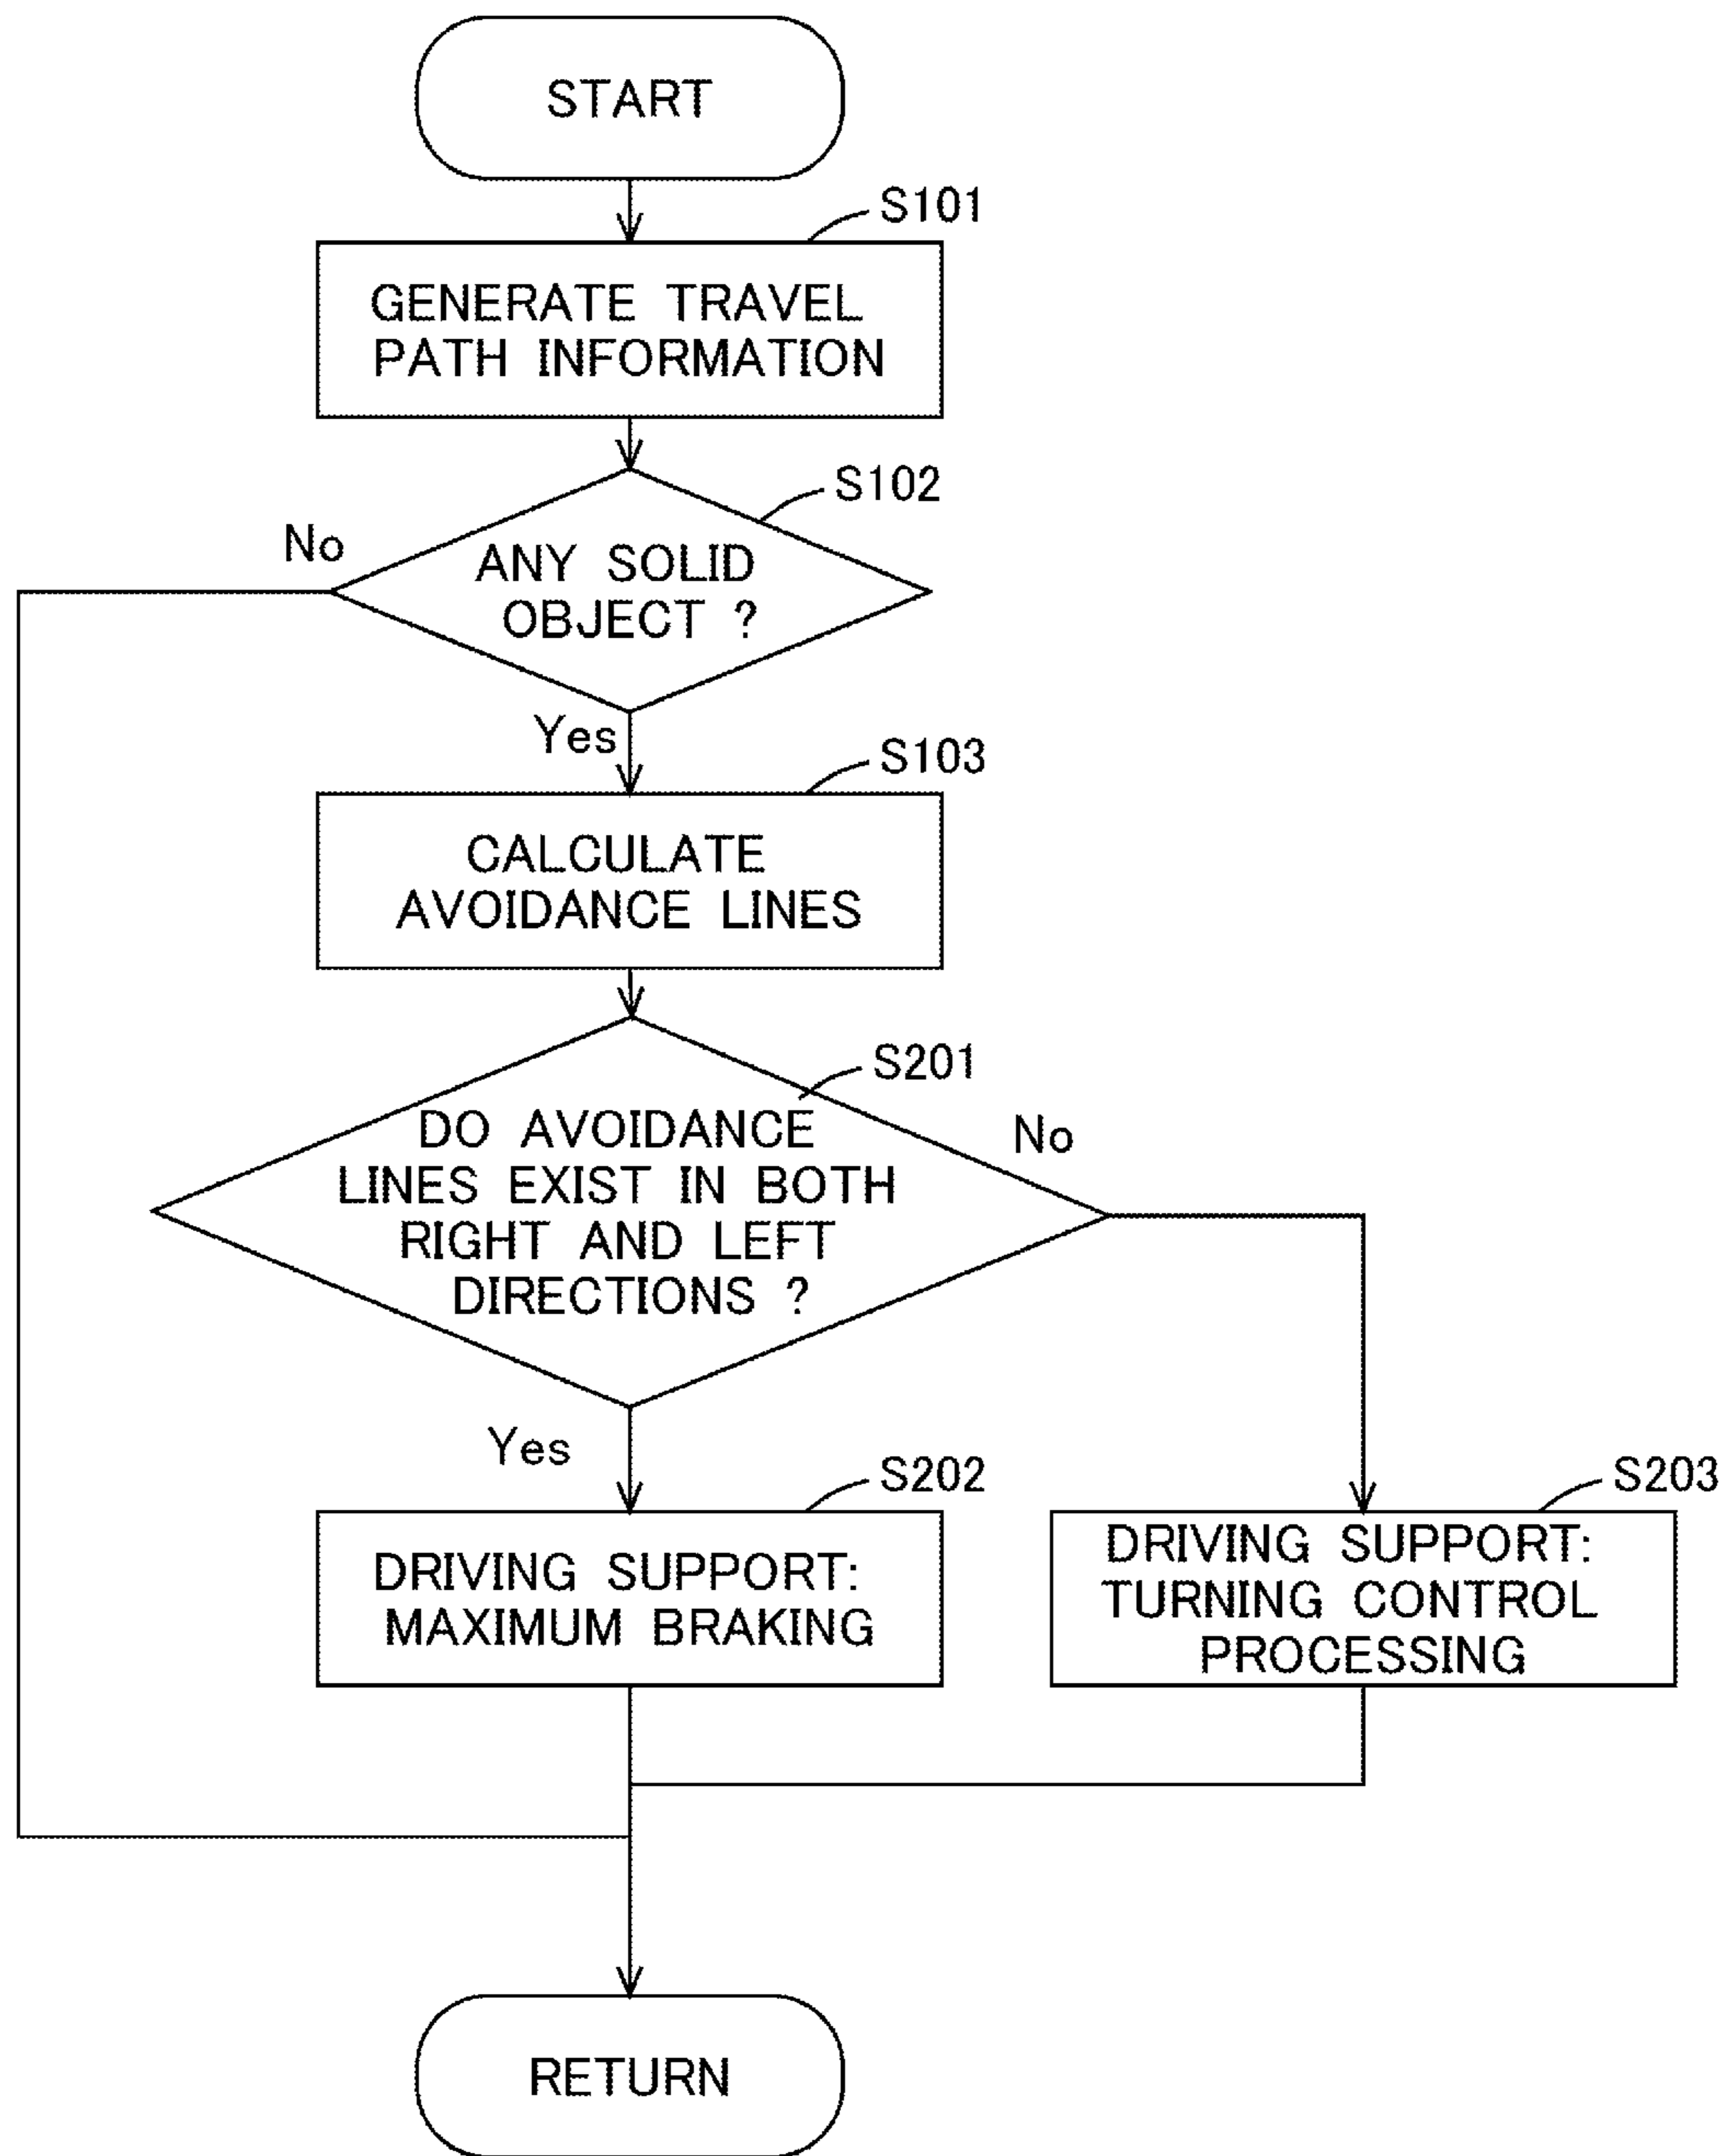 START
S101
GENERATE TRAVEL
PATH INFORMATION
S102
No
ANY SOLID
OBJECT ?
Yes
S103
CALCULATE
AVOIDANCE LINES
S201
DO AVOIDANCE
LINES EXIST IN BOTH
RIGHT AND LEFT
DIRECTIONS ?
No
Yes
S202
DRIVING SUPPORT:
MAXIMUM BRAKING
S203
DRIVING SUPPORT:
TURNING CONTROL
PROCESSING
RETURN